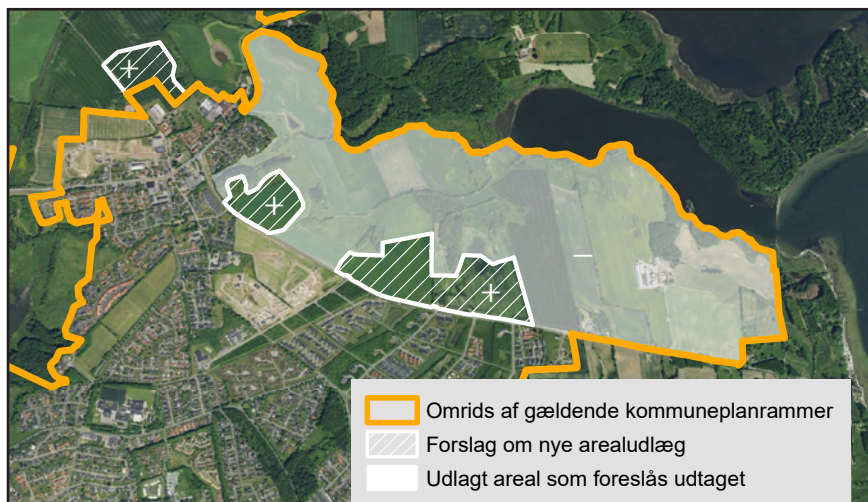 Omrids af gældende kommuneplanrammer
Forslag om nye arealudlæg
Udlagt areal som foreslås udtaget